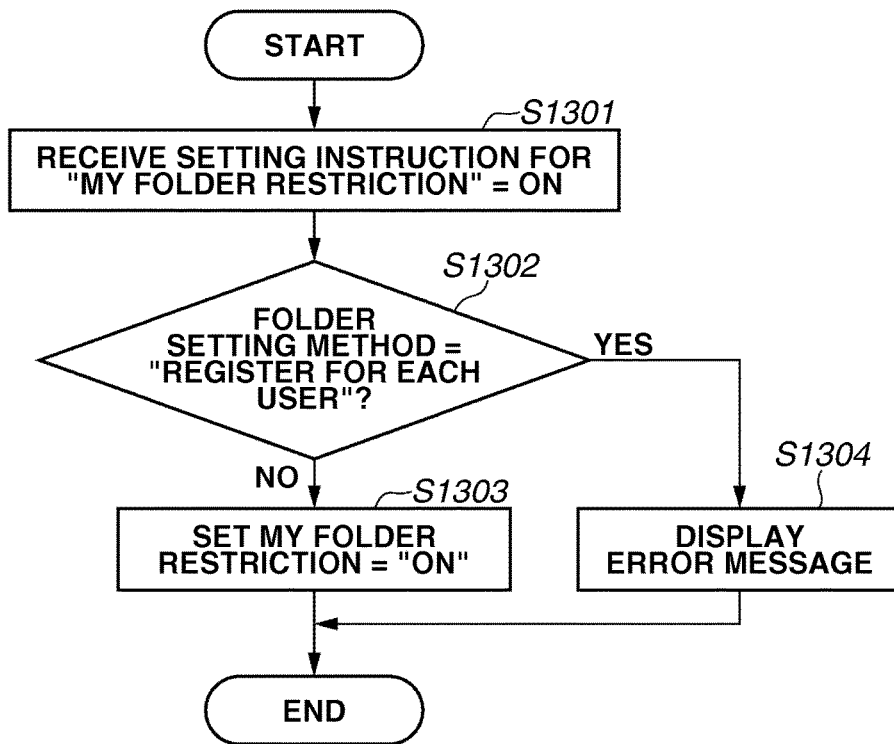 START
S1301
RECEIVE SETTING INSTRUCTION FOR
"MY FOLDER RESTRICTION" = ON
S1302
FOLDER
SETTING METHOD =
"REGISTER FOR EACH
USER"?
YES
NO
S1303
SET MY FOLDER
RESTRICTION = "ON"
S1304
DISPLAY
ERROR MESSAGE
END